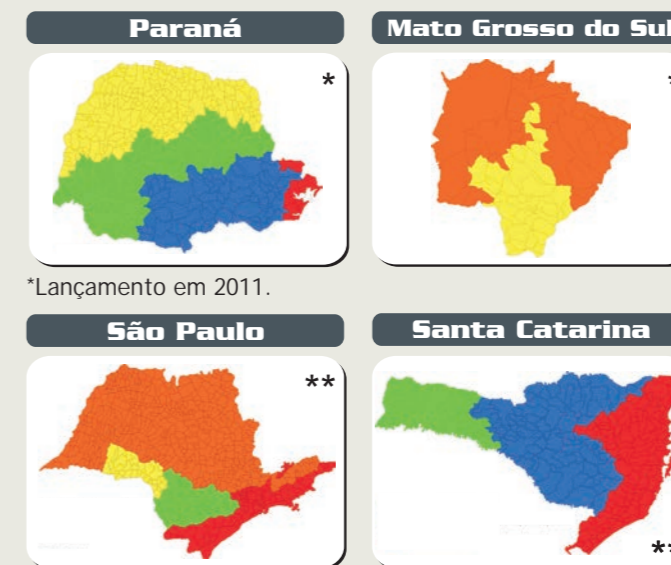 Paraná
Mato Grosso do Sul
*
*
*Lançamento em 2011.
São Paulo
Santa Catarina
**
**